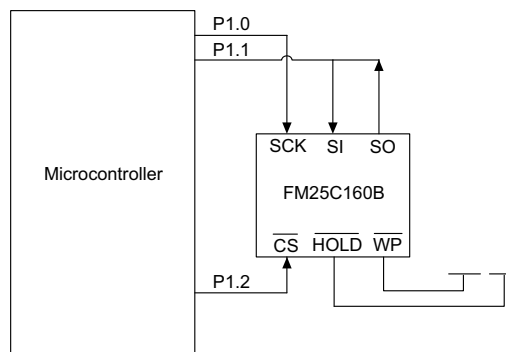 P1.0
P1.1
SCK SI SO
Microcontroller
FM25C160B
CS HOLD WP
P1.2